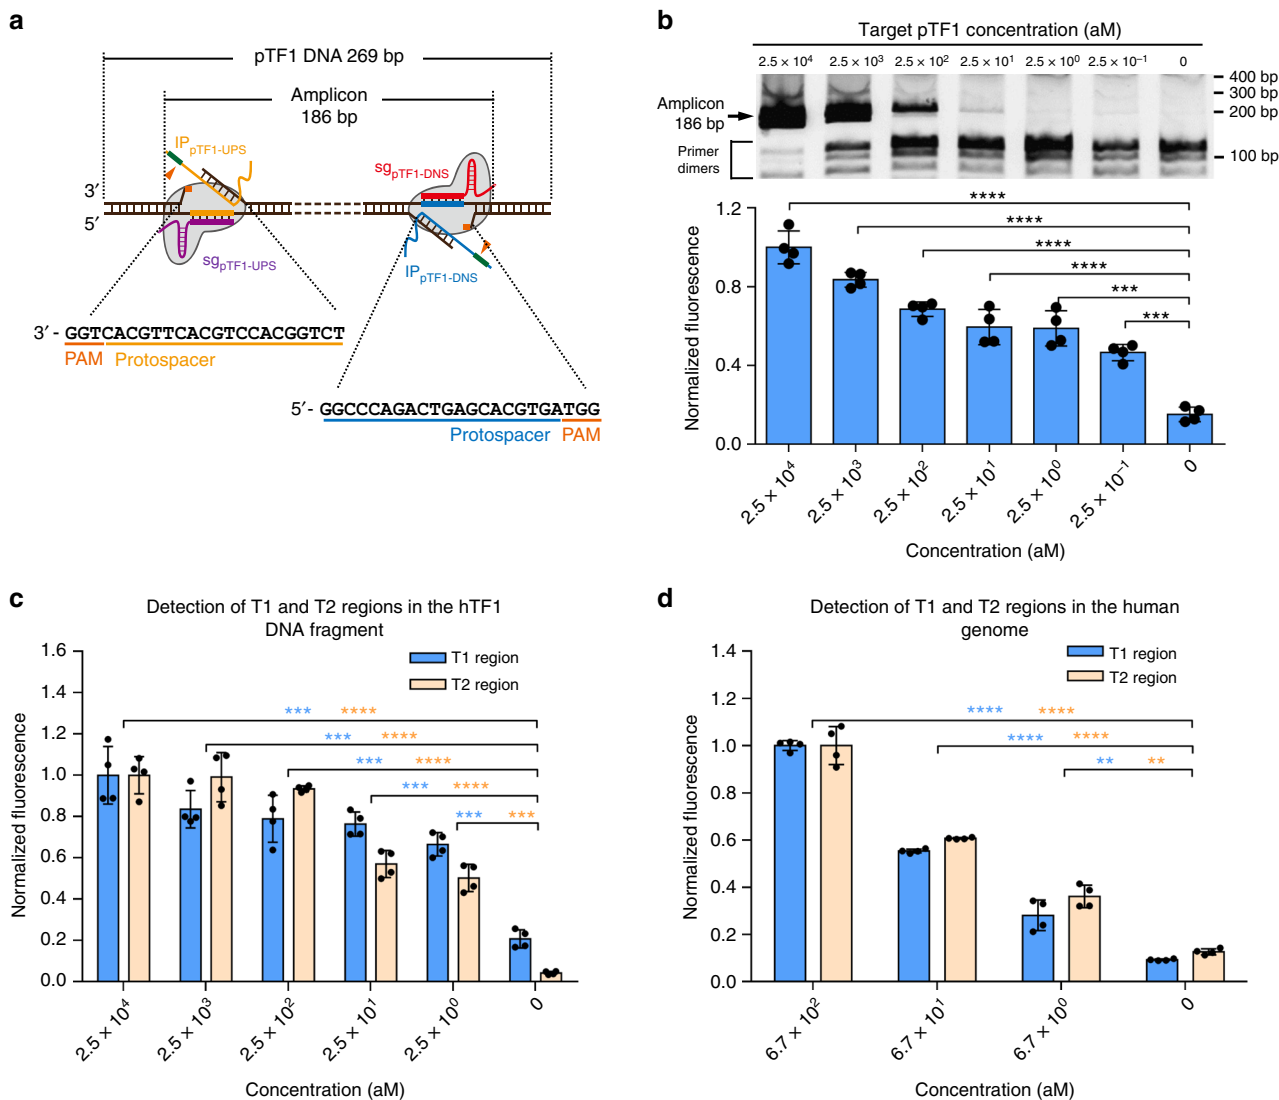 a
pTF1 DNA 269 bp
Amplicon
186 bp
IPpTF1-UPS
sgpTF1-DNS
3′
5′
sgpTF1-UPS
IPpTF1-DNS
3′ - GGTCACGTTCACGTCCACGGTCT
PAM Protospacer
5′- GGCCCAGACTGAGCACGTGATGG
Protospacer PAM
b
Target pTF1 concentration (aM)
2.5 × 10⁴ 2.5 × 10³ 2.5 × 10² 2.5 × 10¹ 2.5 × 10⁰ 2.5 × 10⁻¹ 0
400 bp
300 bp
200 bp
100 bp
Amplicon
186 bp
Primer
dimers
****
****
****
****
***
***
1.2
0.8
0.4
0.0
Normalized fluorescence
2.5 × 10⁴ 2.5 × 10³ 2.5 × 10² 2.5 × 10¹ 2.5 × 10⁰ 2.5 × 10⁻¹ 0
Concentration (aM)
c
Detection of T1 and T2 regions in the hTF1
DNA fragment
T1 region
T2 region
*** ****
*** ****
*** ****
*** ****
*** ***
1.6
1.4
1.2
1.0
0.8
0.6
0.4
0.2
0.0
Normalized fluorescence
2.5 × 10⁴ 2.5 × 10³ 2.5 × 10² 2.5 × 10¹ 2.5 × 10⁰ 0
Concentration (aM)
d
Detection of T1 and T2 regions in the human
genome
T1 region
T2 region
**** ****
**** ****
** **
1.4
1.2
1.0
0.8
0.6
0.4
0.2
0.0
Normalized fluorescence
6.7 × 10² 6.7 × 10¹ 6.7 × 10⁰ 0
Concentration (aM)